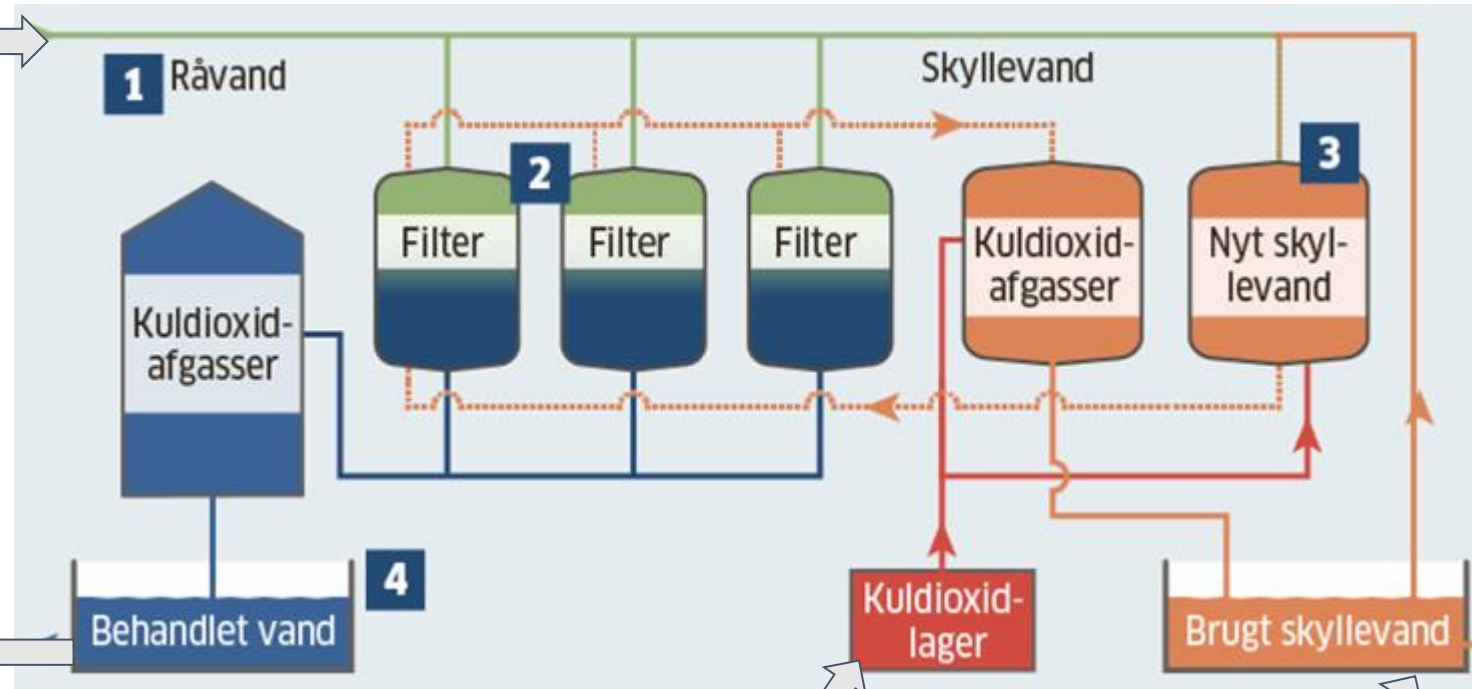 1 Råvand
Skyllevand
2
3
Filter
Filter
Filter
Kuldioxid-
afgasser
Nyt skyl-
levand
Kuldioxid-
afgasser
4
Behandlet vand
Kuldioxid-
lager
Brugt skyllevand